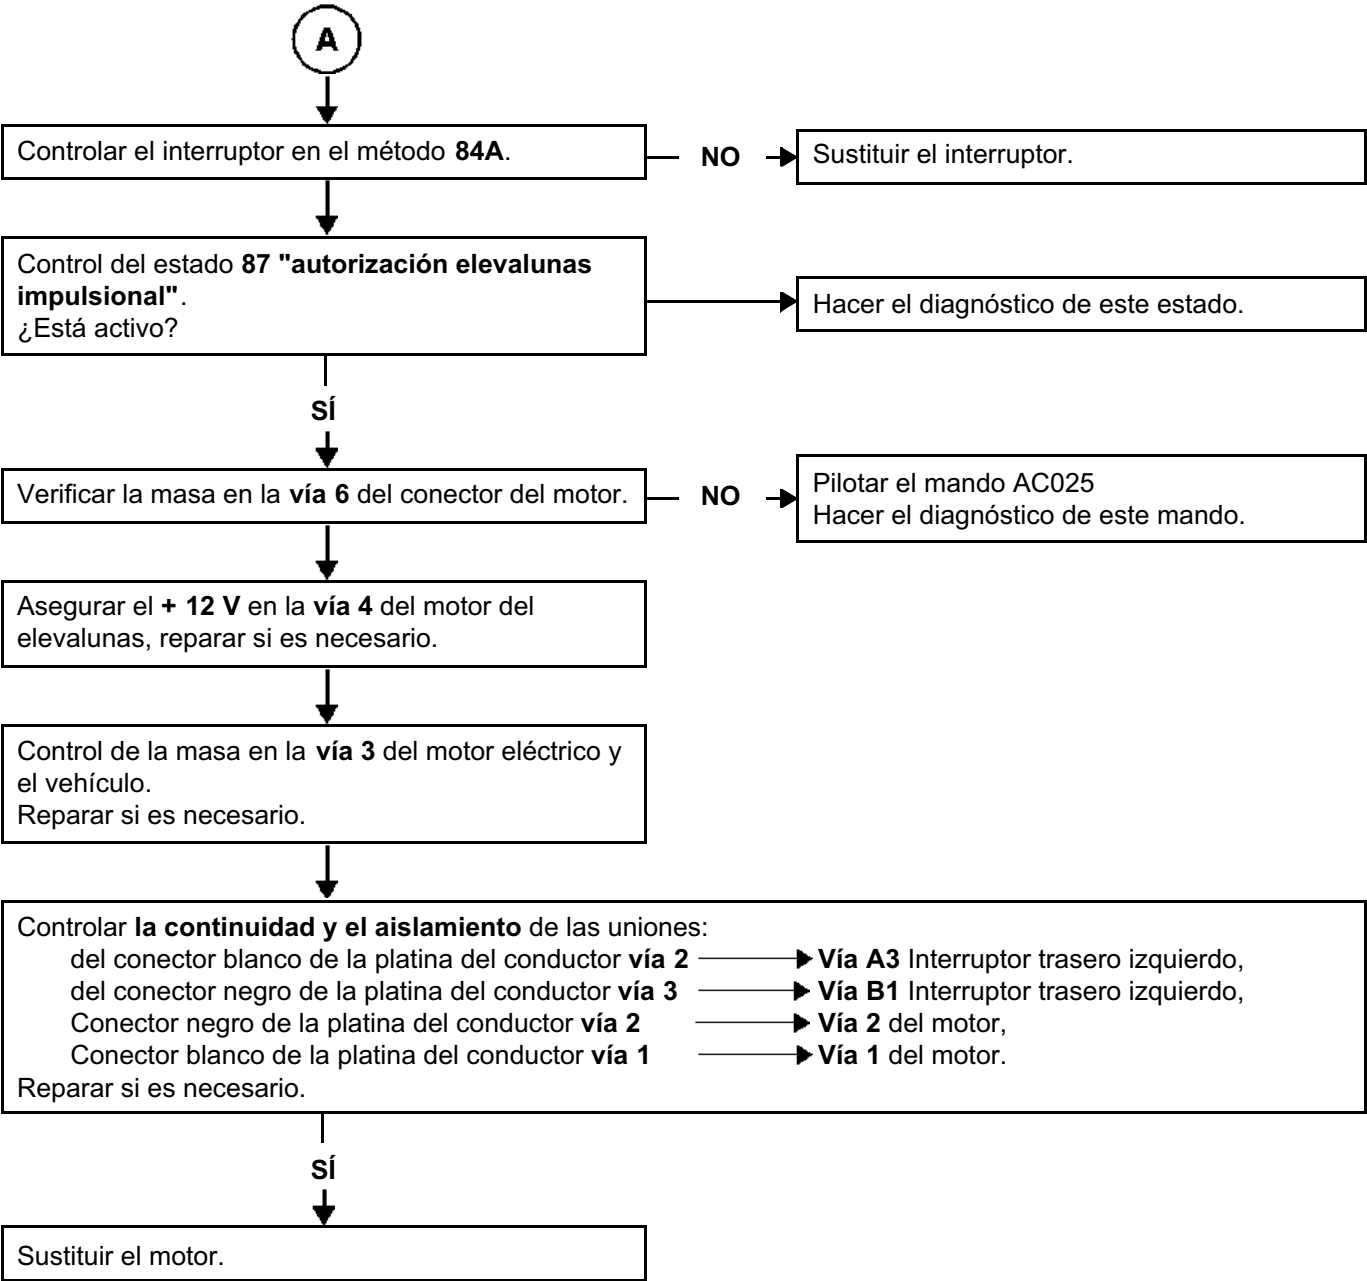 A
Controlar el interruptor en el método 84A.
NO
Sustituir el interruptor.
Control del estado 87 "autorización elevalunas
impulsional".
¿Está activo?
Hacer el diagnóstico de este estado.
SÍ
Verificar la masa en la vía 6 del conector del motor.
NO
Pilotar el mando AC025
Hacer el diagnóstico de este mando.
Asegurar el + 12 V en la vía 4 del motor del
elevalunas, reparar si es necesario.
Control de la masa en la vía 3 del motor eléctrico y
el vehículo.
Reparar si es necesario.
Controlar la continuidad y el aislamiento de las uniones:
del conector blanco de la platina del conductor vía 2 Vía A3 Interruptor trasero izquierdo,
del conector negro de la platina del conductor vía 3 Vía B1 Interruptor trasero izquierdo,
Conector negro de la platina del conductor vía 2 Vía 2 del motor,
Conector blanco de la platina del conductor vía 1 Vía 1 del motor.
Reparar si es necesario.
SÍ
Sustituir el motor.